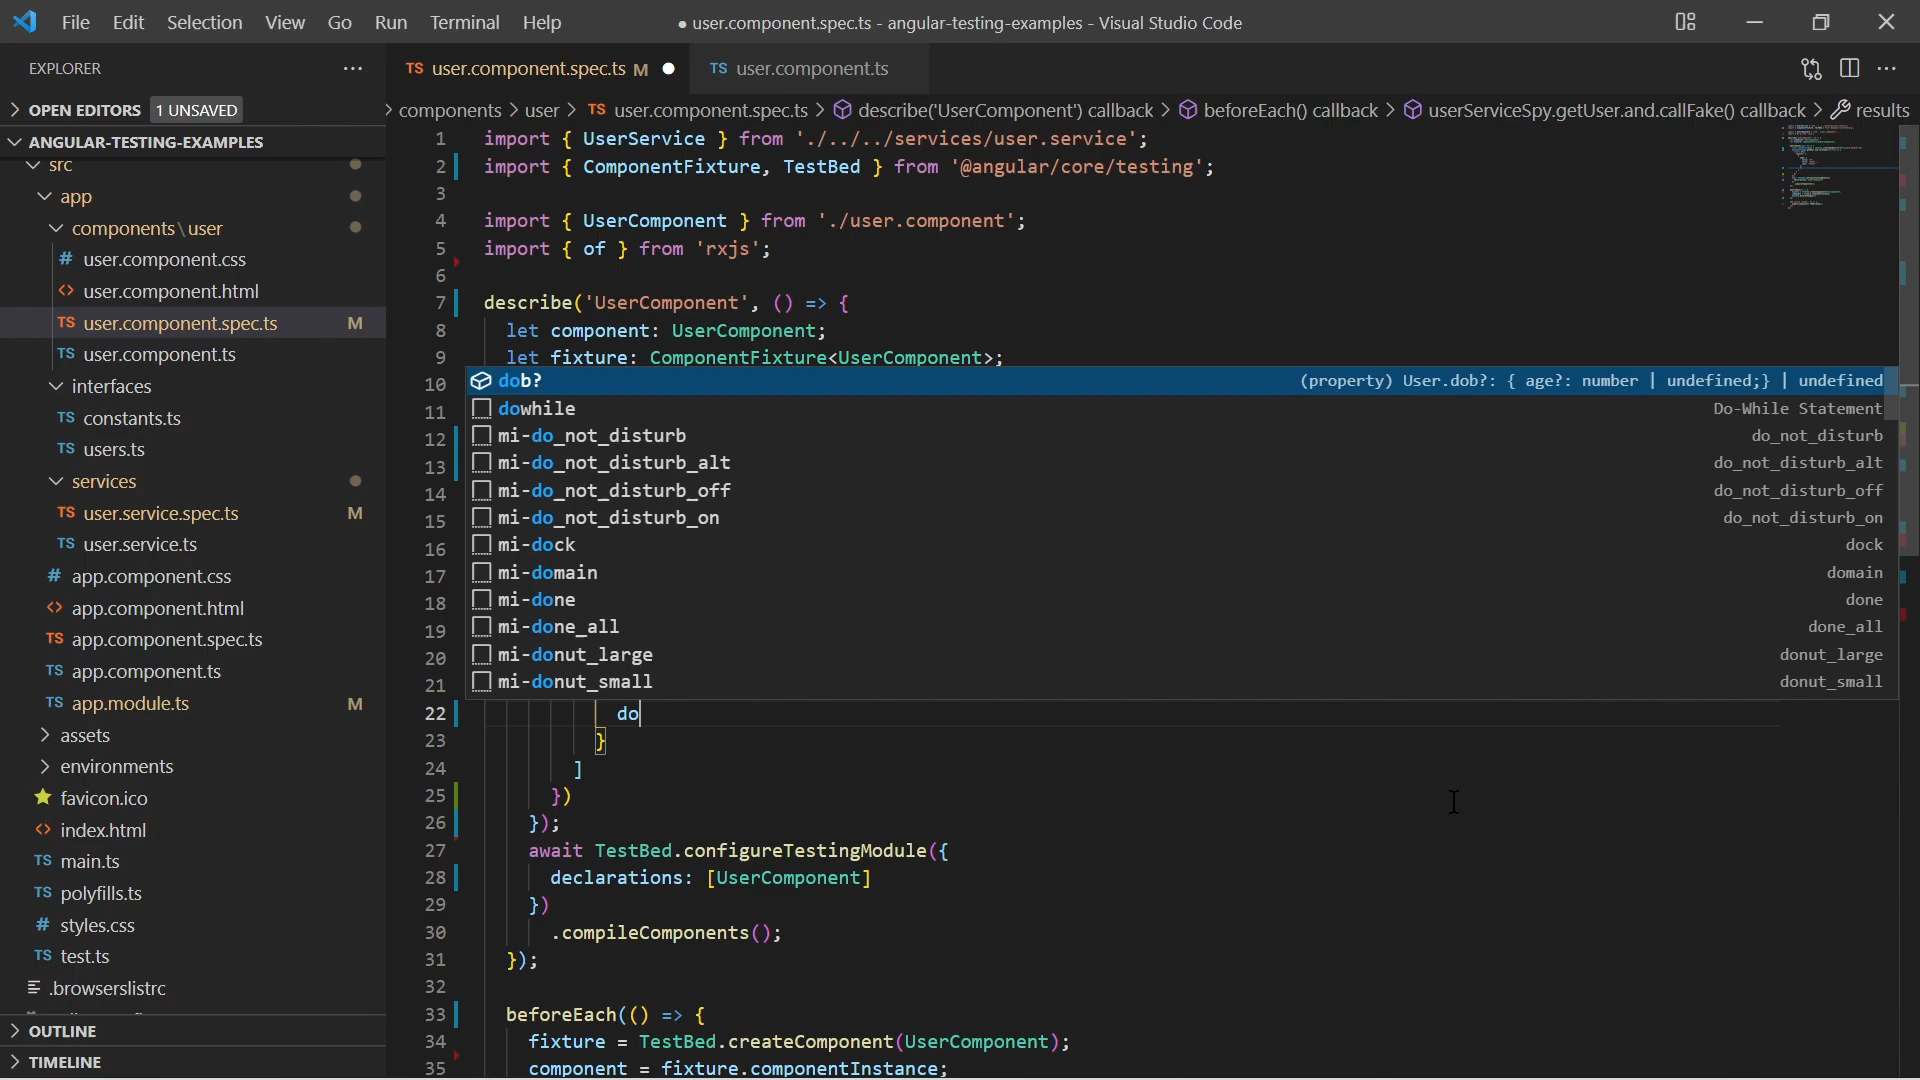 File Edit Selection View Go Run Terminal Help
● user.component.spec.ts - angular-testing-examples - Visual Studio Code
EXPLORER
TS user.component.spec.ts M
TS user.component.ts
OPEN EDITORS 1 UNSAVED
components > user > TS user.component.spec.ts > describe('UserComponent') callback > beforeEach() callback > userServiceSpy.getUser.and.callFake() callback > results
ANGULAR-TESTING-EXAMPLES
src
app
components\user
# user.component.css
<> user.component.html
TS user.component.spec.ts M
TS user.component.ts
interfaces
TS constants.ts
TS users.ts
services
TS user.service.spec.ts M
TS user.service.ts
# app.component.css
<> app.component.html
TS app.component.spec.ts
TS app.component.ts
TS app.module.ts M
assets
environments
favicon.ico
<> index.html
TS main.ts
TS polyfills.ts
# styles.css
TS test.ts
.browserslistrc
OUTLINE
TIMELINE
1 import { UserService } from './../../services/user.service';
2 import { ComponentFixture, TestBed } from '@angular/core/testing';
3
4 import { UserComponent } from './user.component';
5 import { of } from 'rxjs';
6
7 describe('UserComponent', () => {
8 let component: UserComponent;
9 let fixture: ComponentFixture<UserComponent>;
10 dob? (property) User.dob?: { age?: number | undefined;} | undefined
11 dowhile Do-While Statement
12 mi-do_not_disturb do_not_disturb
13 mi-do_not_disturb_alt do_not_disturb_alt
14 mi-do_not_disturb_off do_not_disturb_off
15 mi-do_not_disturb_on do_not_disturb_on
16 mi-dock dock
17 mi-domain domain
18 mi-done done
19 mi-done_all done_all
20 mi-donut_large donut_large
21 mi-donut_small donut_small
22 do
23 }
24 ]
25 })
26 });
27 await TestBed.configureTestingModule({
28 declarations: [UserComponent]
29 })
30 .compileComponents();
31 });
32
33 beforeEach(() => {
34 fixture = TestBed.createComponent(UserComponent);
35 component = fixture.componentInstance;